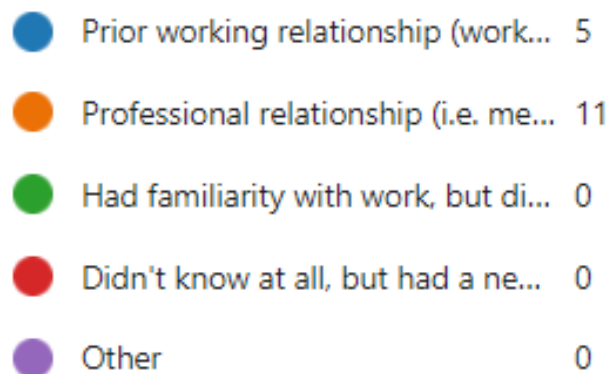 Prior working relationship (work... 5
Professional relationship (i.e. me... 11
Had familiarity with work, but di... 0
Didn't know at all, but had a ne... 0
Other 0